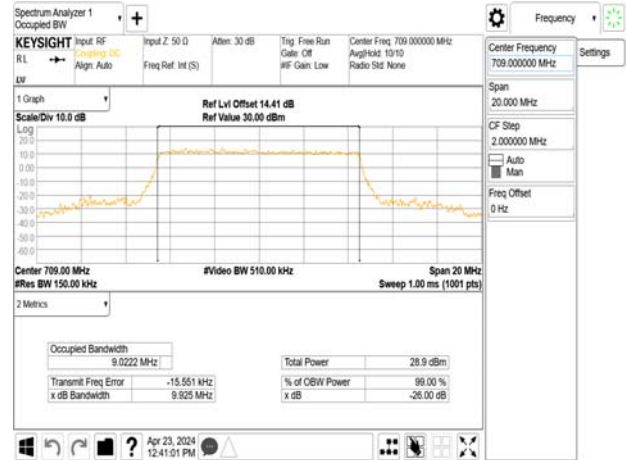 Spectrum Analyzer 1
Occupied BW
+
Frequency
KEYSIGHT
RL
Input: RF
Coupling: DC
Align: Auto
Input Z: 50 Ω
Freq Ref: Int (S)
Atten: 30 dB
Trig: Free Run
Gate: Off
#IF Gain: Low
Center Freq: 709.000000 MHz
Avg|Hold: 10/10
Radio Std: None
Center Frequency
709.000000 MHz
Settings
Span
20.000 MHz
CF Step
2.000000 MHz
Auto
Man
Freq Offset
0 Hz
1 Graph
Scale/Div 10.0 dB
Ref Lvl Offset 14.41 dB
Ref Value 30.00 dBm
Log
20.0
10.0
0.00
-10.0
-20.0
-30.0
-40.0
-50.0
-60.0
Center 709.00 MHz
#Res BW 150.00 kHz
#Video BW 510.00 kHz
Span 20 MHz
Sweep 1.00 ms (1001 pts)
2 Metrics
Occupied Bandwidth
9.0222 MHz
Transmit Freq Error -15.551 kHz
x dB Bandwidth 9.925 MHz
Total Power 28.9 dBm
% of OBW Power 99.00 %
x dB -26.00 dB
?
Apr 23, 2024
12:41:01 PM